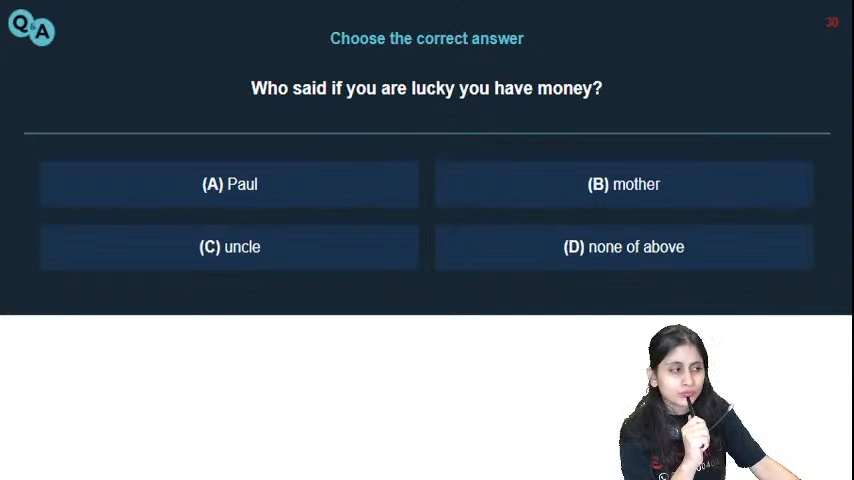 Q&A
30
Choose the correct answer
Who said if you are lucky you have money?
(A) Paul
(B) mother
(C) uncle
(D) none of above